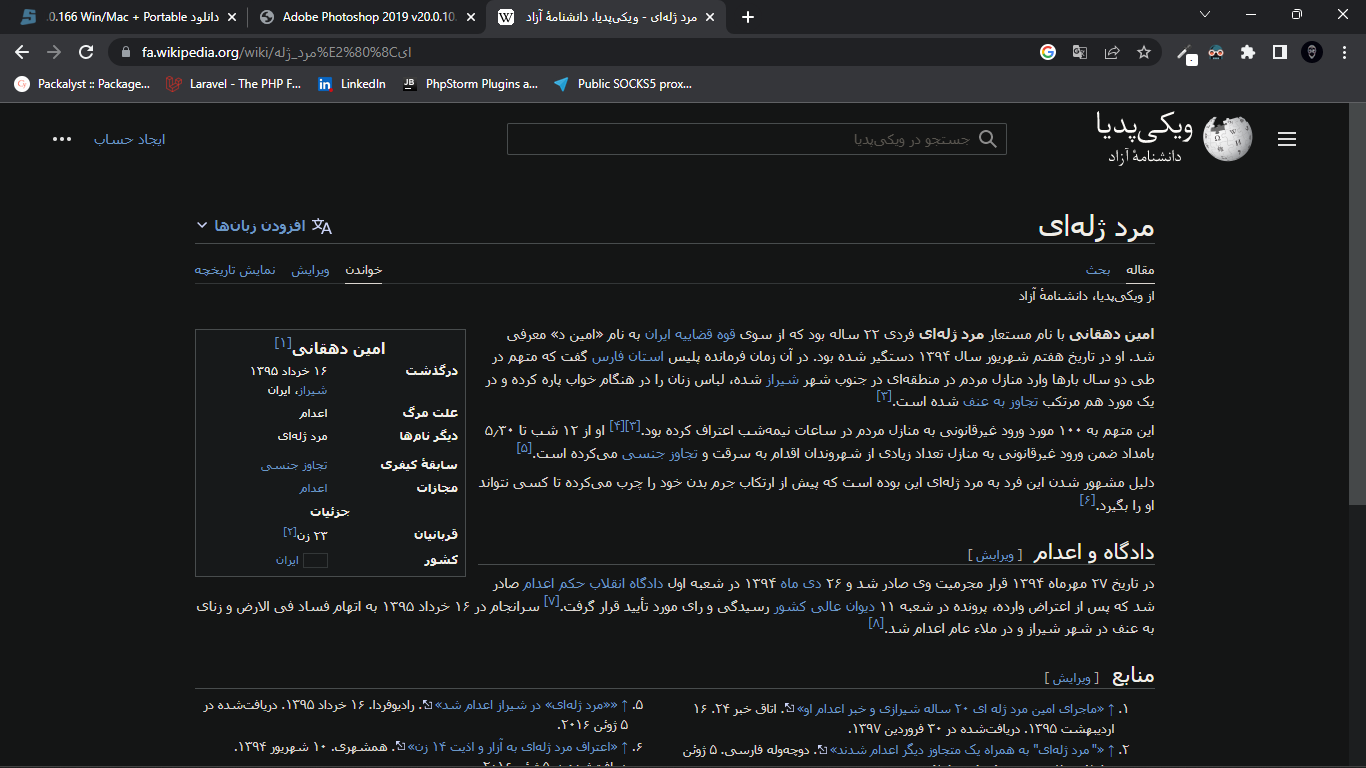 دانلود 0.166 Win/Mac + Portable.
Adobe Photoshop 2019 v20.0.10.
مرد ژله‌ای - ویکی‌پدیا، دانشنامهٔ آزاد
fa.wikipedia.org/wiki/مرد_ژله%E2%80%8Cای
Packalyst :: Package...
Laravel - The PHP F...
LinkedIn
PhpStorm Plugins a...
Public SOCKS5 prox...
ویکی‌پدیا
دانشنامهٔ آزاد
جستجو در ویکی‌پدیا
ایجاد حساب
مرد ژله‌ای
افزودن زبان‌ها
مقاله بحث
خواندن ویرایش نمایش تاریخچه
از ویکی‌پدیا، دانشنامهٔ آزاد
امین دهقانی با نام مستعار مرد ژله‌ای فردی ۲۲ ساله بود که از سوی قوه قضاییه ایران به نام «امین د» معرفی
شد. او در تاریخ هفتم شهریور سال ۱۳۹۴ دستگیر شده بود. در آن زمان فرمانده پلیس استان فارس گفت که متهم در
طی دو سال بارها وارد منازل مردم در منطقه‌ای در جنوب شهر شیراز شده، لباس زنان را در هنگام خواب پاره کرده و در
یک مورد هم مرتکب تجاوز به عنف شده است.[۳]
این متهم به ۱۰۰ مورد ورود غیرقانونی به منازل مردم در ساعات نیمه‌شب اعتراف کرده بود.[۳][۴] او از ۱۲ شب تا ۵٫۳۰
بامداد ضمن ورود غیرقانونی به منازل تعداد زیادی از شهروندان اقدام به سرقت و تجاوز جنسی می‌کرده است.[۵]
دلیل مشهور شدن این فرد به مرد ژله‌ای این بوده است که پیش از ارتکاب جرم بدن خود را چرب می‌کرده تا کسی نتواند
او را بگیرد.[۶]
امین دهقانی[۱]
درگذشت ۱۶ خرداد ۱۳۹۵
شیراز، ایران
علت مرگ اعدام
دیگر نام‌ها مرد ژله‌ای
سابقهٔ کیفری تجاوز جنسی
مجازات اعدام
جزئیات
قربانیان ۲۳ زن[۲]
کشور ایران
دادگاه و اعدام [ ویرایش ]
در تاریخ ۲۷ مهرماه ۱۳۹۴ قرار مجرمیت وی صادر شد و ۲۶ دی ماه ۱۳۹۴ در شعبه اول دادگاه انقلاب حکم اعدام صادر
شد که پس از اعتراض وارده، پرونده در شعبه ۱۱ دیوان عالی کشور رسیدگی و رای مورد تأیید قرار گرفت.[۷] سرانجام در ۱۶ خرداد ۱۳۹۵ به اتهام فساد فی الارض و زنای
به عنف در شهر شیراز و در ملاء عام اعدام شد.[۸]
منابع [ ویرایش ]
۱. ↑ «ماجرای امین مرد ژله ای ۲۰ ساله شیرازی و خبر اعدام او». اتاق خبر ۲۴. ۱۶
اردیبهشت ۱۳۹۵. دریافت‌شده در ۳۰ فروردین ۱۳۹۷.
۲. ↑ «"مرد ژله‌ای" به همراه یک متجاوز دیگر اعدام شدند». دویچه‌وله فارسی. ۵ ژوئن
۵. ↑ ««مرد ژله‌ای» در شیراز اعدام شد». رادیوفردا. ۱۶ خرداد ۱۳۹۵. دریافت‌شده در
۵ ژوئن ۲۰۱۶.
۶. ↑ «اعتراف مرد ژله‌ای به آزار و اذیت ۱۴ زن». همشهری. ۱۰ شهریور ۱۳۹۴.